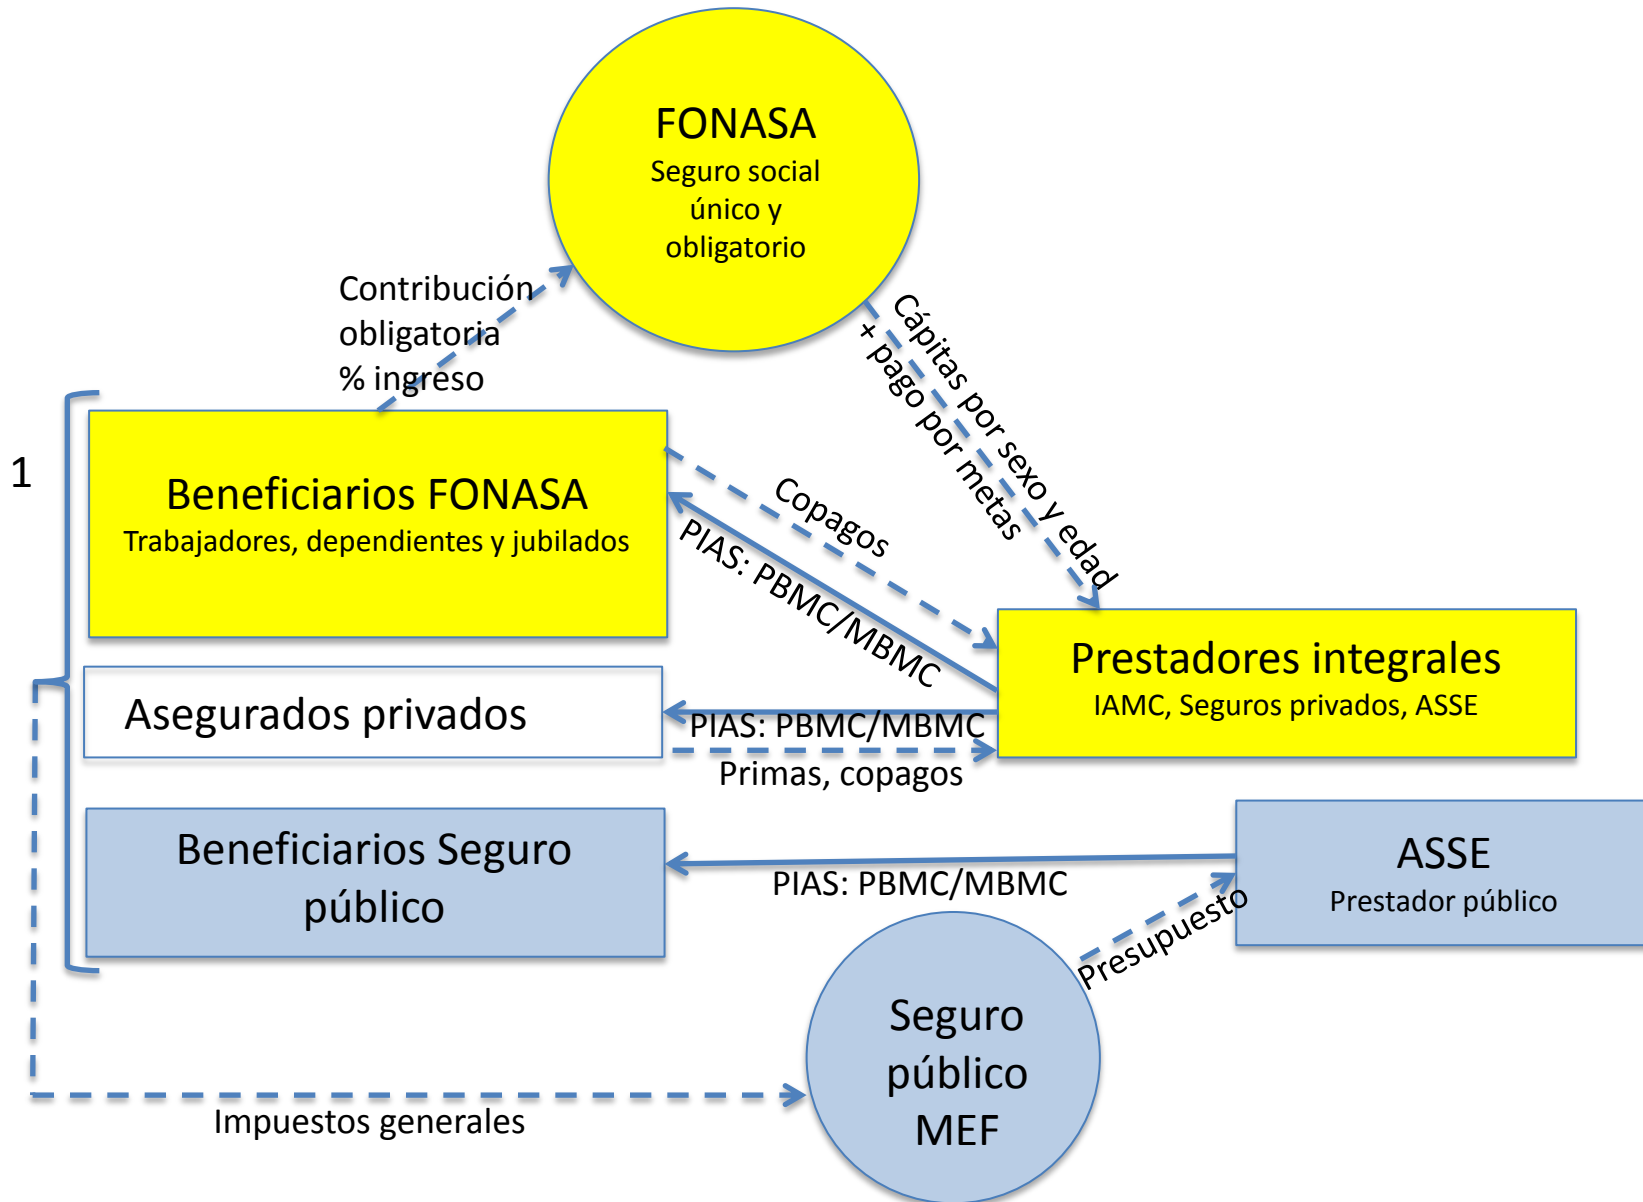 FONASA
Seguro social
único y
obligatorio
Contribución
obligatoria
% ingreso
Cápitas por sexo y edad
+ pago por metas
1
Beneficiarios FONASA
Trabajadores, dependientes y jubilados
Copagos
PIAS: PBMC/MBMC
Prestadores integrales
IAMC, Seguros privados, ASSE
Asegurados privados
PIAS: PBMC/MBMC
Primas, copagos
Beneficiarios Seguro
público
PIAS: PBMC/MBMC
ASSE
Prestador público
Presupuesto
Seguro
público
MEF
Impuestos generales